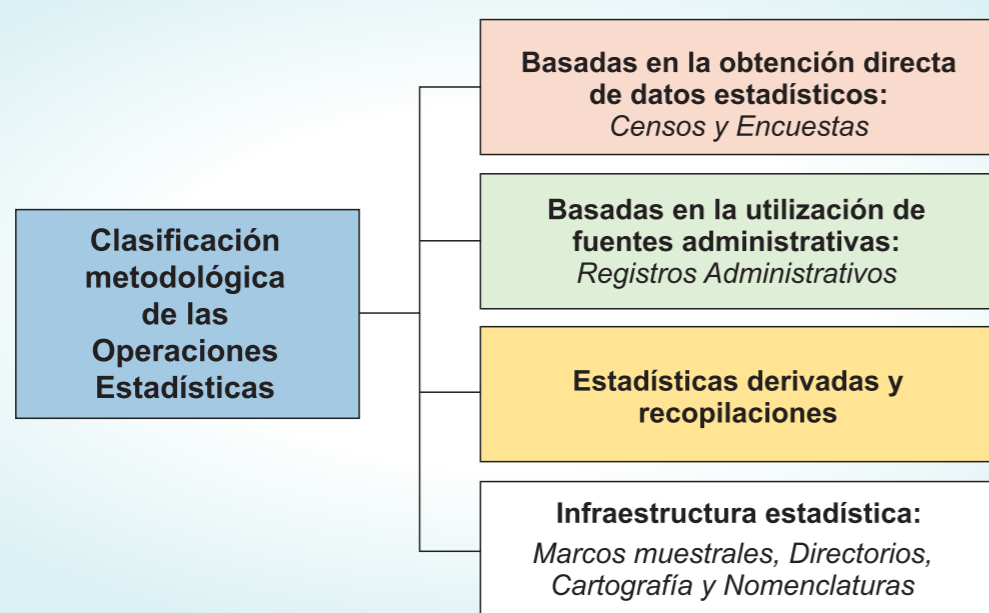 Clasificación
metodológica
de las
Operaciones
Estadísticas
Basadas en la obtención directa
de datos estadísticos:
Censos y Encuestas
Basadas en la utilización de
fuentes administrativas:
Registros Administrativos
Estadísticas derivadas y
recopilaciones
Infraestructura estadística:
Marcos muestrales, Directorios,
Cartografía y Nomenclaturas